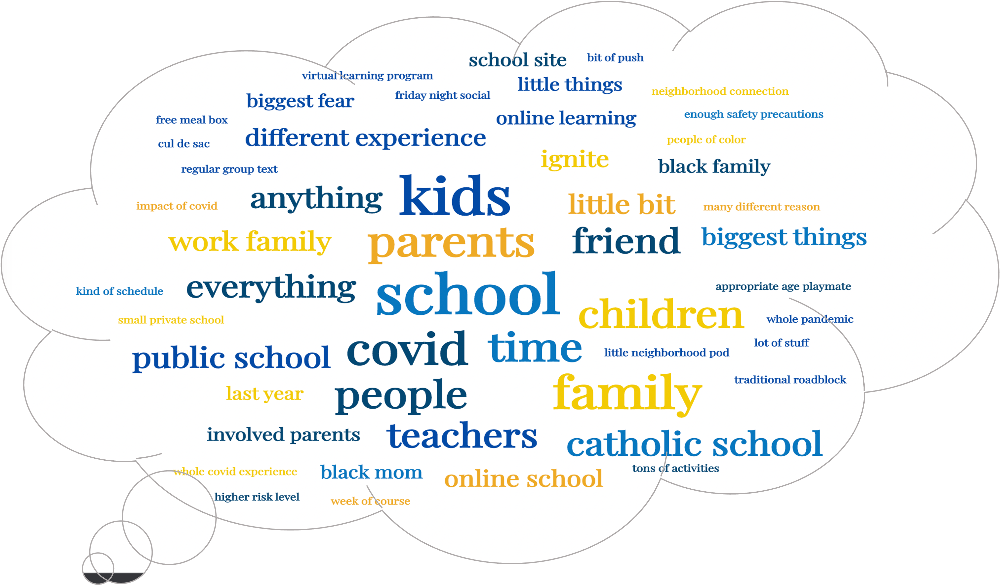 school site
bit of push
virtual learning program
little things
neighborhood connection
biggest fear
friday night social
free meal box
online learning
enough safety precautions
cul de sac
different experience
people of color
ignite
black family
regular group text
anything
kids
little bit
many different reason
impact of covid
work family
parents
friend
biggest things
kind of schedule
everything
school
appropriate age playmate
children
small private school
whole pandemic
public school
covid
time
little neighborhood pod
lot of stuff
last year
people
family
traditional roadblock
involved parents
teachers
catholic school
whole covid experience
black mom
online school
tons of activities
higher risk level
week of course